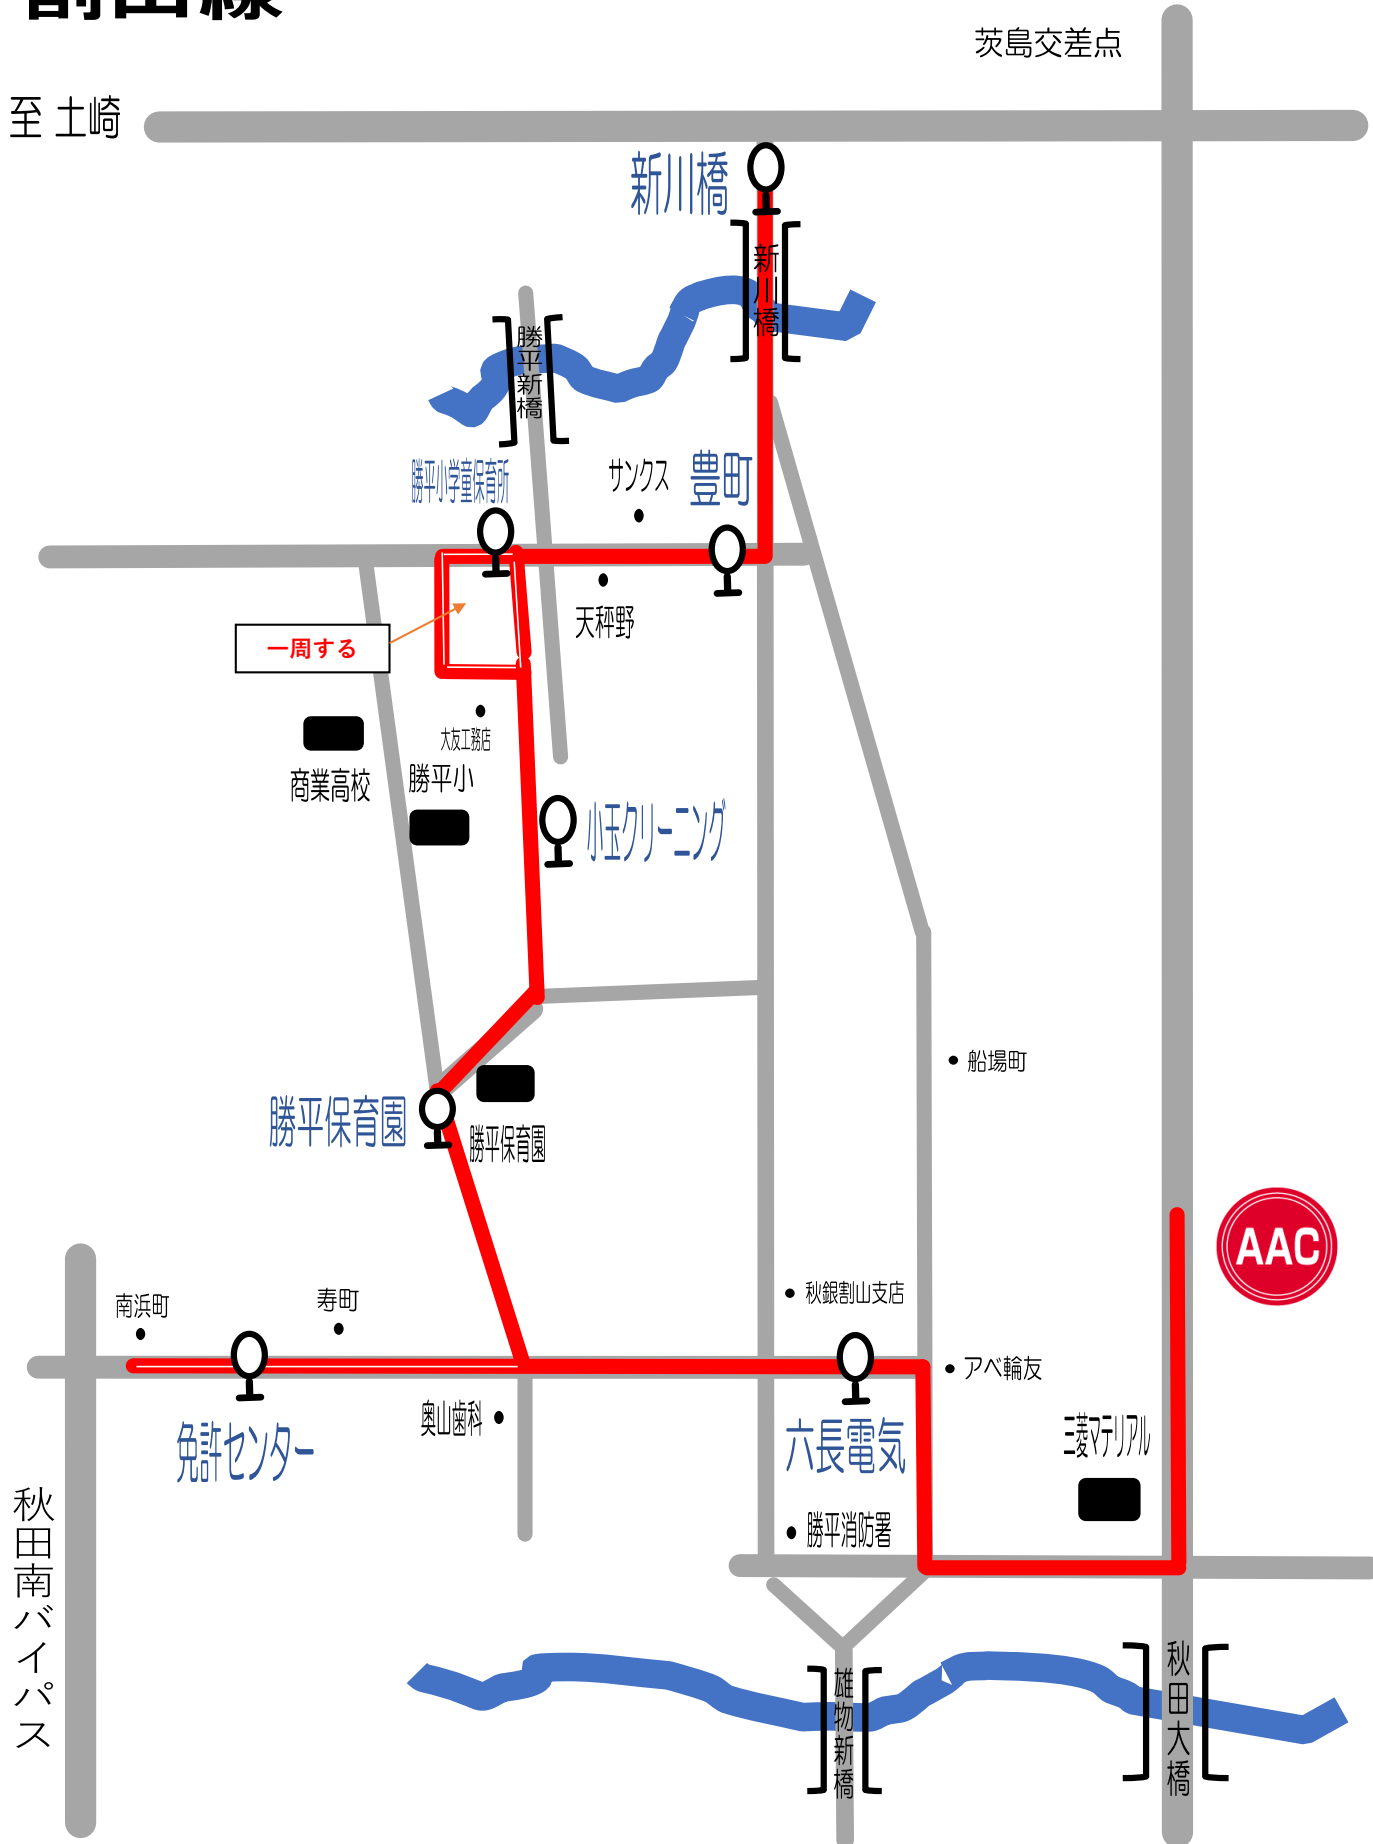 割山線
茨島交差点
至 土崎
新川橋
新川橋
勝平新橋
勝平小学童保育所
サンクス
豊町
天秤野
一周する
大友工務店
商業高校
勝平小
小玉クリーニング
船場町
勝平保育園
勝平保育園
AAC
南浜町
寿町
秋銀割山支店
アベ輪友
奥山歯科
免許センター
六長電気
三菱マテリアル
勝平消防署
秋田南バイパス
雄物新橋
秋田大橋